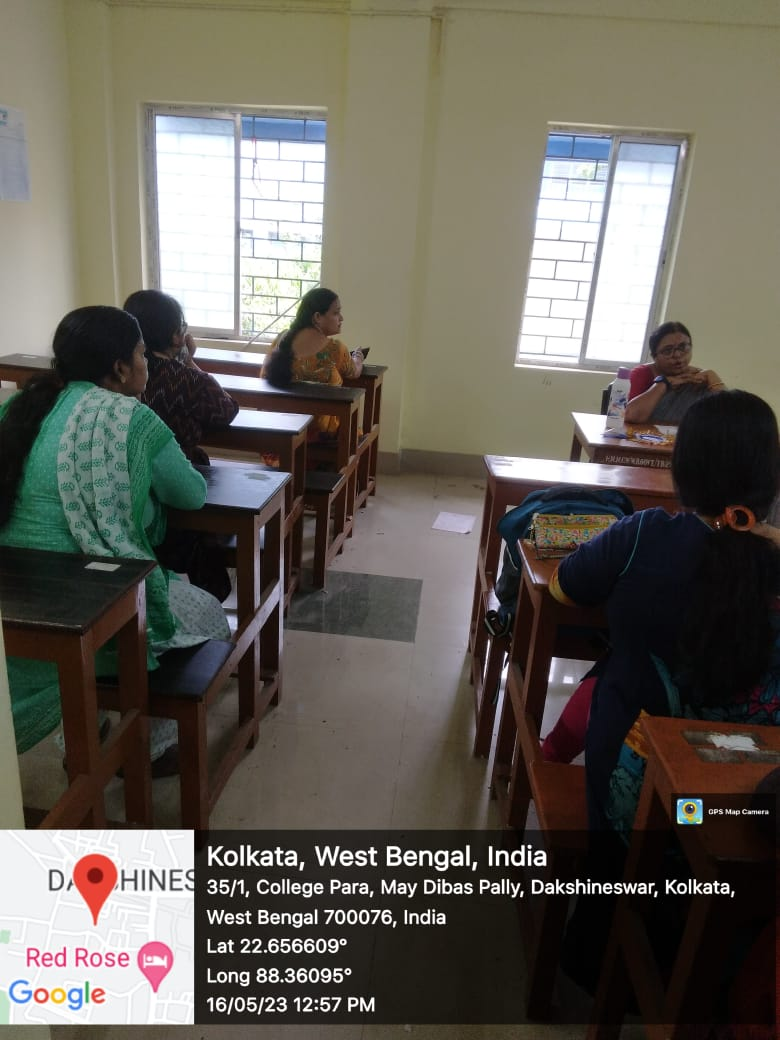 GPS Map Camera
DAKSHINES
Red Rose
Google
Kolkata, West Bengal, India
35/1, College Para, May Dibas Pally, Dakshineswar, Kolkata,
West Bengal 700076, India
Lat 22.656609°
Long 88.36095°
16/05/23 12:57 PM